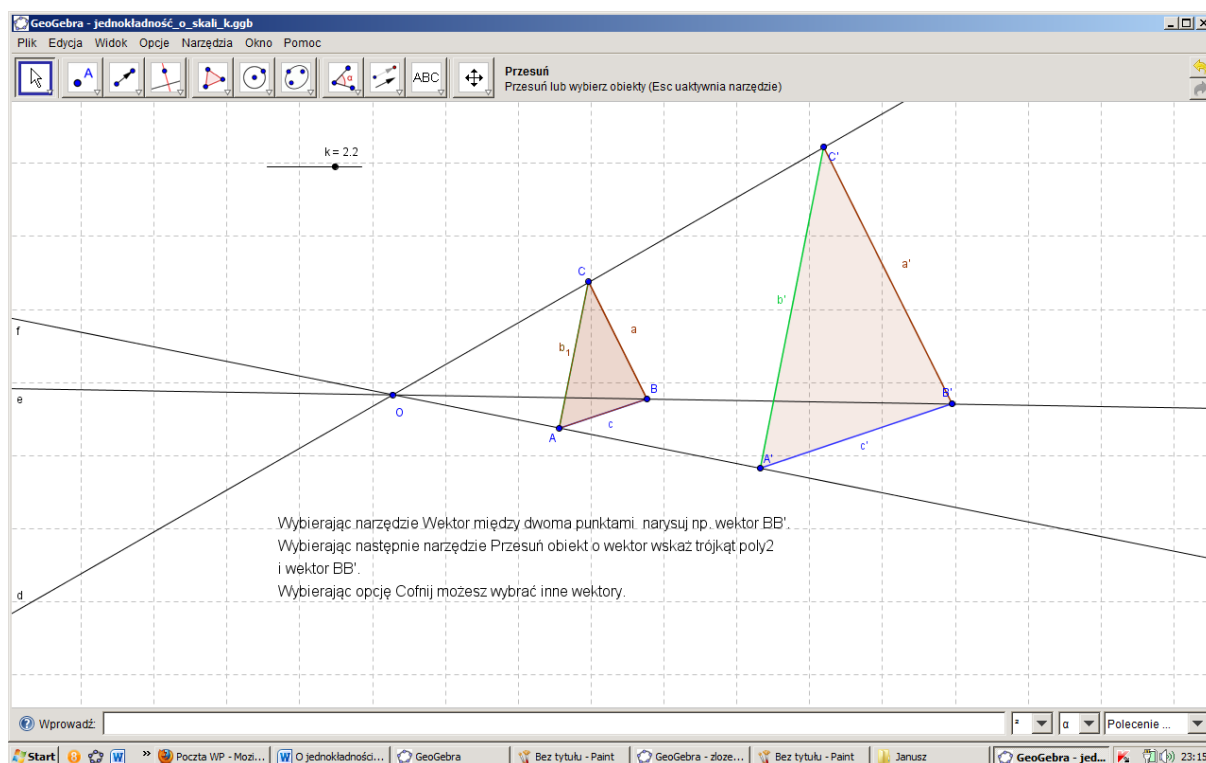 GeoGebra - jednokładność_o_skali_k.ggb
Plik Edycja Widok Opcje Narzędzia Okno Pomoc
A
α
ABC
Przesuń
Przesuń lub wybierz obiekty (Esc uaktywnia narzędzie)
k = 2.2
C'
a'
b'
C
a
b₁
f
e
B
B'
O
c
A
A'
c'
d
Wybierając narzędzie Wektor między dwoma punktami narysuj np. wektor BB'.
Wybierając następnie narzędzie Przesuń obiekt o wektor wskaż trójkąt poly2
i wektor BB'.
Wybierając opcję Cofnij możesz wybrać inne wektory.
Wprowadź:
²
α
Polecenie ...
Start
W
»
Poczta WP - Mozi...
W O jednokładności...
GeoGebra
Bez tytułu - Paint
GeoGebra - zloze...
Bez tytułu - Paint
Janusz
GeoGebra - jed...
K
23:15